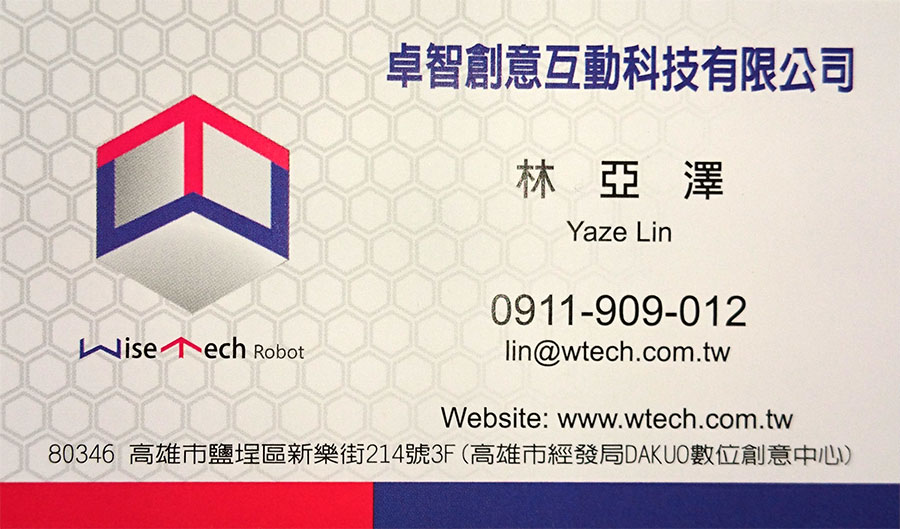 卓智創意互動科技有限公司
林 亞 澤
Yaze Lin
0911-909-012
lin@wtech.com.tw
WiseTech Robot
Website: www.wtech.com.tw
80346 高雄市鹽埕區新樂街214號3F (高雄市經發局DAKUO數位創意中心)